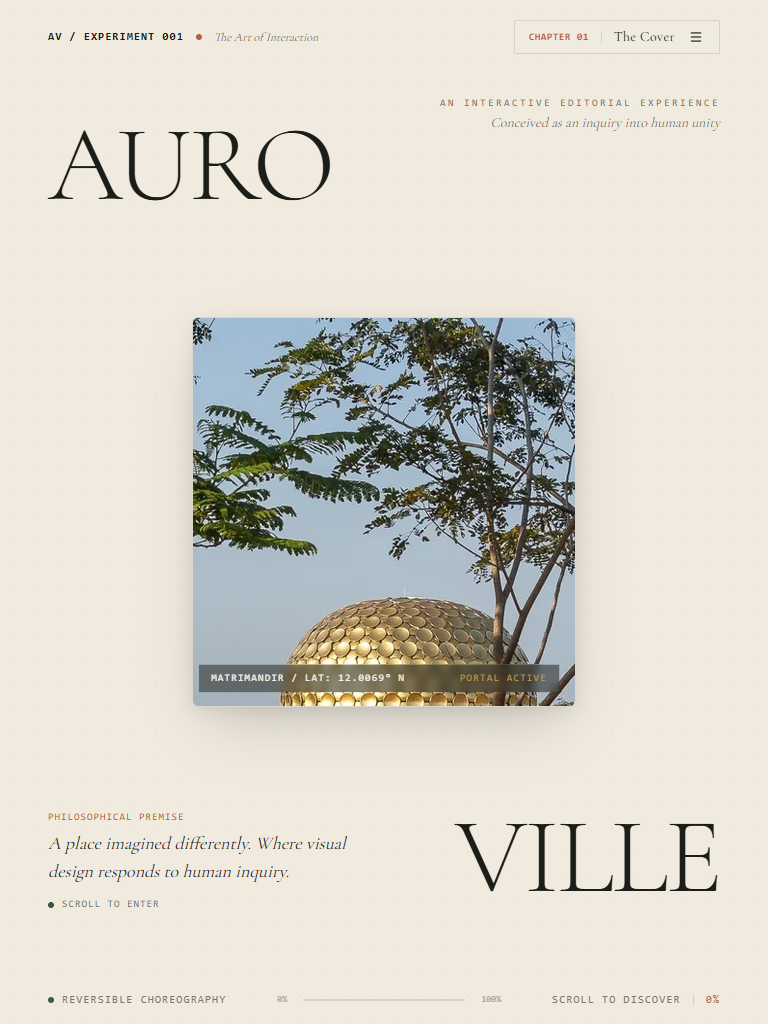 AV / EXPERIMENT 001 The Art of Interaction
CHAPTER 01 The Cover
AN INTERACTIVE EDITORIAL EXPERIENCE
Conceived as an inquiry into human unity
AURO
MATRIMANDIR / LAT: 12.0069° N PORTAL ACTIVE
PHILOSOPHICAL PREMISE
A place imagined differently. Where visual
design responds to human inquiry.
SCROLL TO ENTER
VILLE
REVERSIBLE CHOREOGRAPHY
0% 100%
SCROLL TO DISCOVER 0%